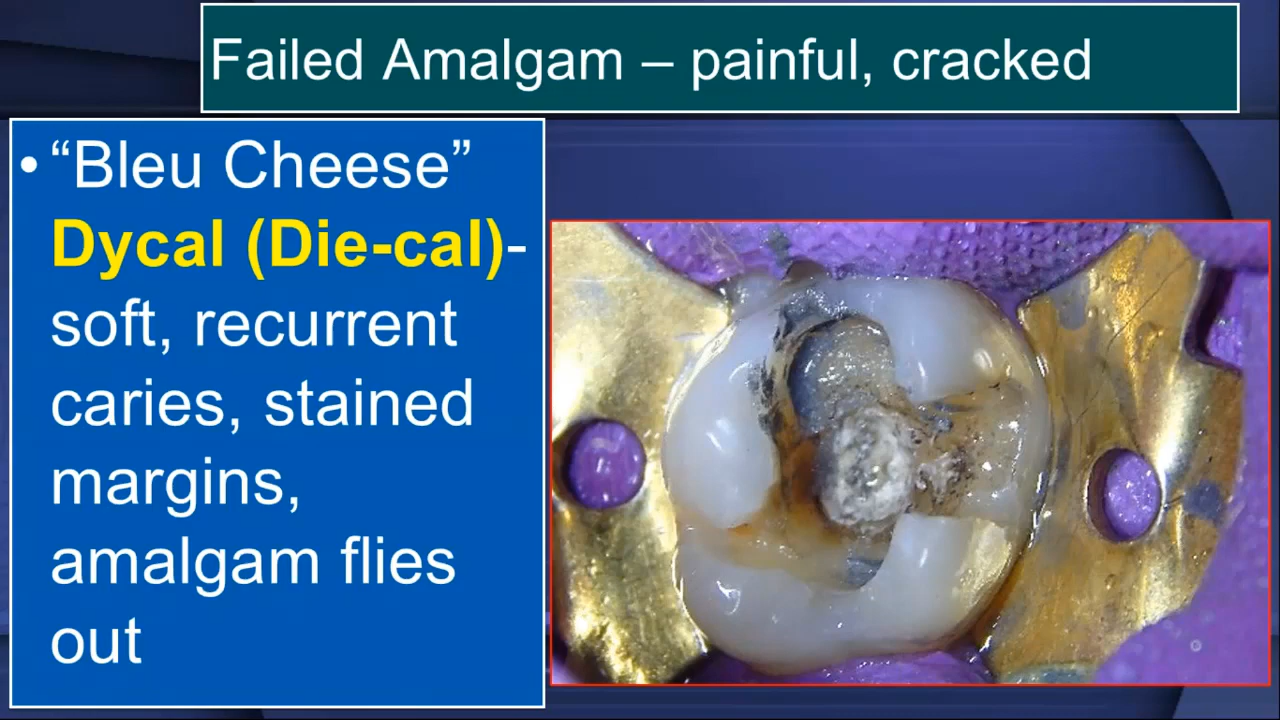 Failed Amalgam – painful, cracked
• “Bleu Cheese”
Dycal (Die-cal)-
soft, recurrent
caries, stained
margins,
amalgam flies
out